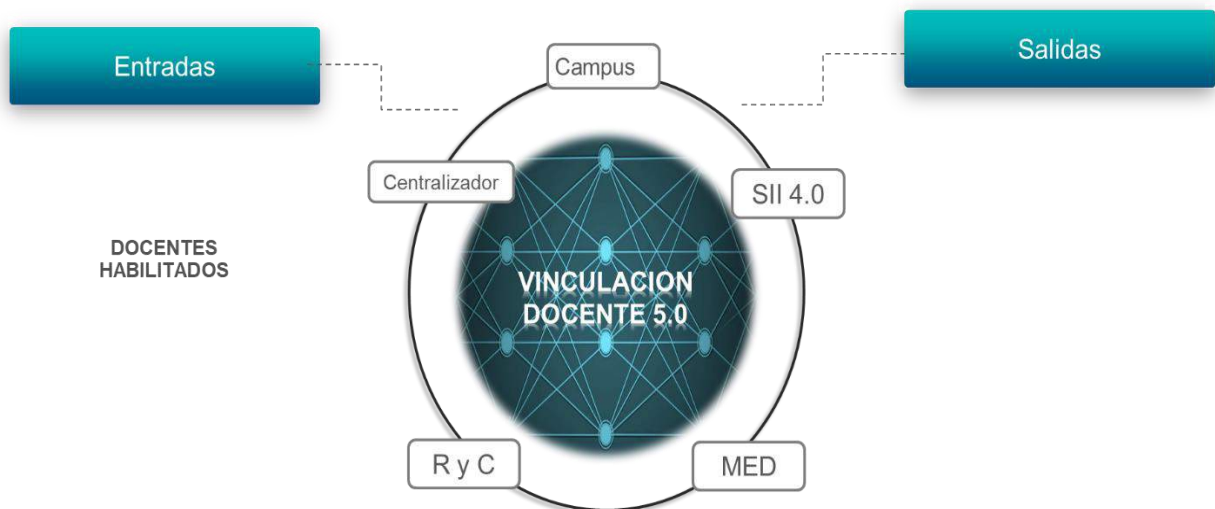 Entradas
Salidas
Campus
Centralizador
SII 4.0
DOCENTES
HABILITADOS
VINCULACION
DOCENTE 5.0
R y C
MED